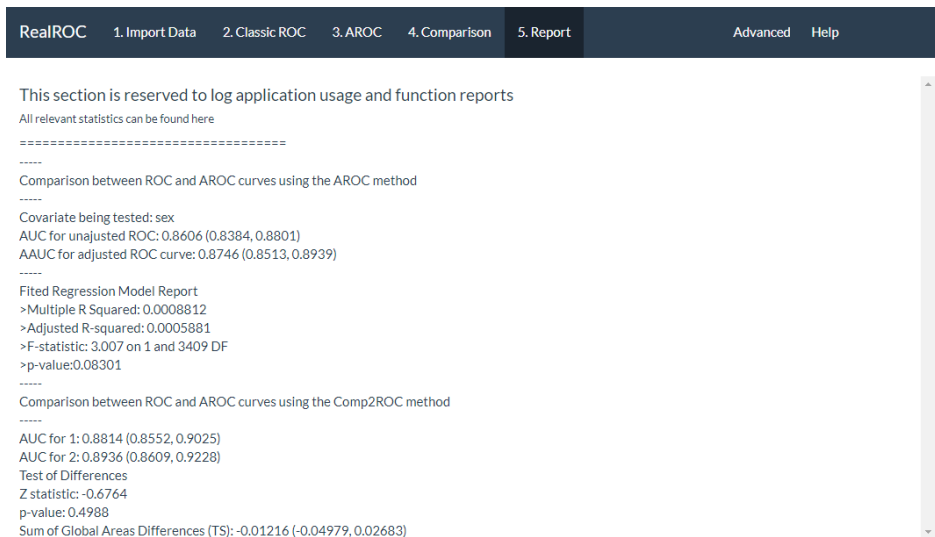 RealROC 1. Import Data 2. Classic ROC 3. AROC 4. Comparison 5. Report Advanced Help
This section is reserved to log application usage and function reports
All relevant statistics can be found here
===================================
-----
Comparison between ROC and AROC curves using the AROC method
-----
Covariate being tested: sex
AUC for unajusted ROC: 0.8606 (0.8384, 0.8801)
AAUC for adjusted ROC curve: 0.8746 (0.8513, 0.8939)
-----
Fited Regression Model Report
>Multiple R Squared: 0.0008812
>Adjusted R-squared: 0.0005881
>F-statistic: 3.007 on 1 and 3409 DF
>p-value:0.08301
-----
Comparison between ROC and AROC curves using the Comp2ROC method
-----
AUC for 1: 0.8814 (0.8552, 0.9025)
AUC for 2: 0.8936 (0.8609, 0.9228)
Test of Differences
Z statistic: -0.6764
p-value: 0.4988
Sum of Global Areas Differences (TS): -0.01216 (-0.04979, 0.02683)